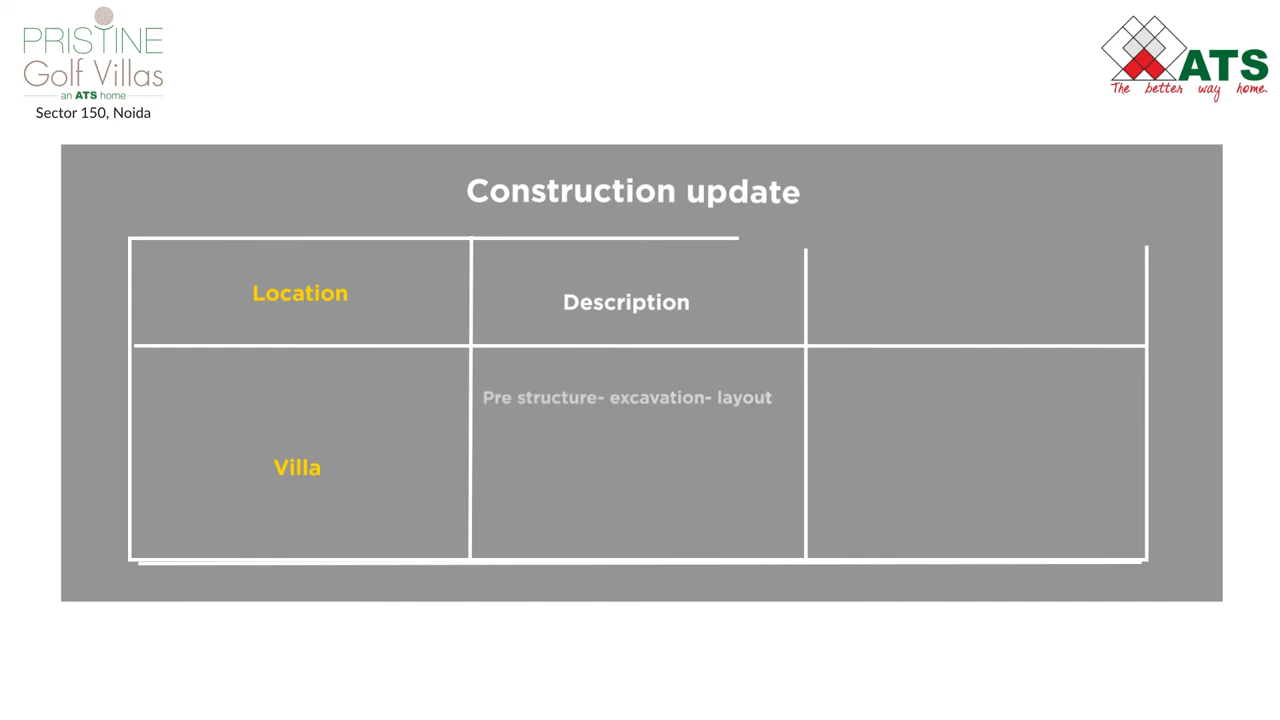 PRISTINE
Golf Villas
an ATS home
Sector 150, Noida
ATS
The better way home.
Construction update
Location
Description
Villa
Pre structure- excavation- layout